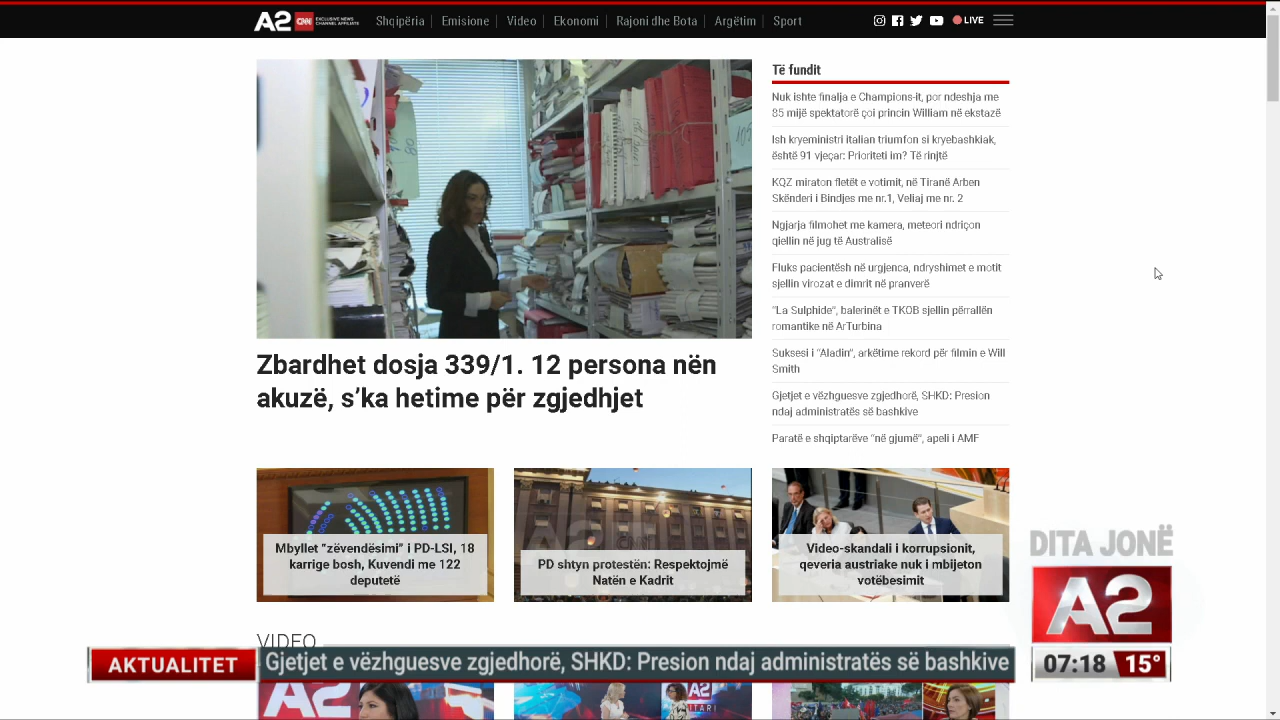 A2 CNN EXCLUSIVE NEWS CHANNEL AFFILIATE
Shqipëria
Emisione
Video
Ekonomi
Rajoni dhe Bota
Argëtim
Sport
LIVE
Zbardhet dosja 339/1. 12 persona nën
akuzë, s'ka hetime për zgjedhjet
Të fundit
Nuk ishte finalja e Champions-it, por ndeshja me
85 mijë spektatorë çoi princin William në ekstazë
Ish kryeministri italian triumfon si kryebashkiak,
është 91 vjeçar: Prioriteti im? Të rinjtë
KQZ miraton fletët e votimit, në Tiranë Arben
Skënderi i Bindjes me nr.1, Veliaj me nr. 2
Ngjarja filmohet me kamera, meteori ndriçon
qiellin në jug të Australisë
Fluks pacientësh në urgjenca, ndryshimet e motit
sjellin virozat e dimrit në pranverë
"La Sulphide", balerinët e TKOB sjellin përrallën
romantike në ArTurbina
Suksesi i "Aladin", arkëtime rekord për filmin e Will
Smith
Gjetjet e vëzhguesve zgjedhorë, SHKD: Presion
ndaj administratës së bashkive
Paratë e shqiptarëve "në gjumë", apeli i AMF
Mbyllet "zëvendësimi" i PD-LSI, 18
karrige bosh, Kuvendi me 122
deputetë
PD shtyn protestën: Respektojmë
Natën e Kadrit
Video-skandali i korrupsionit,
qeveria austriake nuk i mbijeton
votëbesimit
DITA JONË
A2
07:18 15°
VIDEO
AKTUALITET Gjetjet e vëzhguesve zgjedhorë, SHKD: Presion ndaj administratës së bashkive
A2
A2